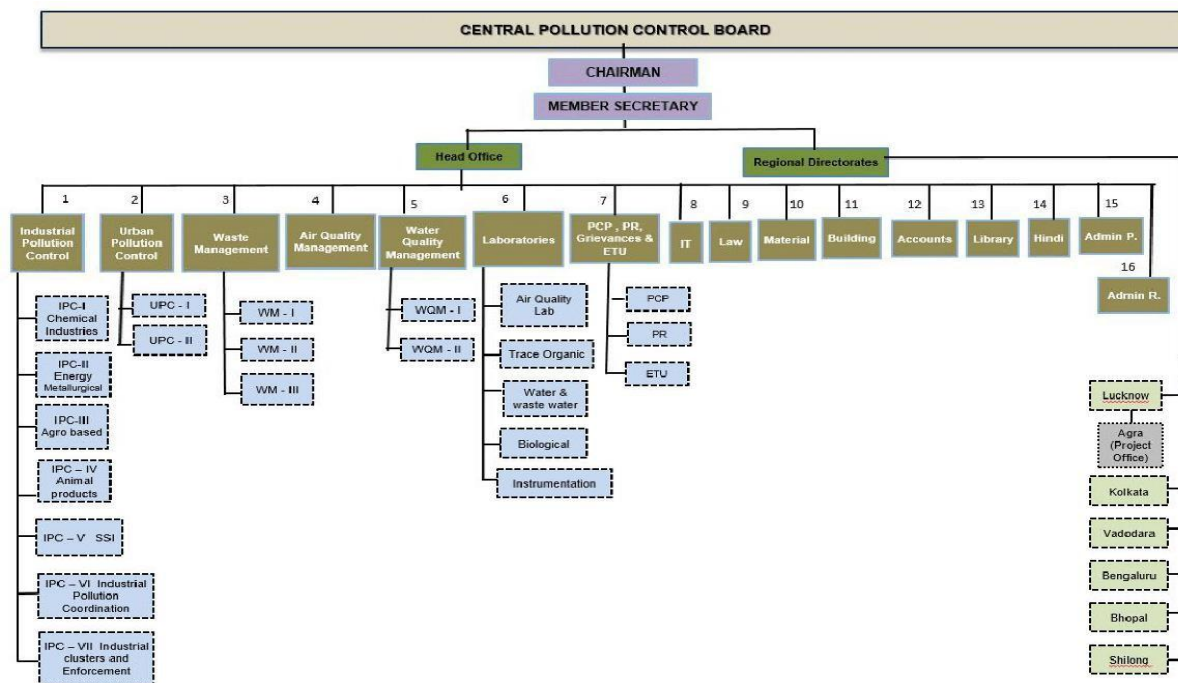 CENTRAL POLLUTION CONTROL BOARD
CHAIRMAN
MEMBER SECRETARY
Head Office
Regional Directorates
1
2
3
4
5
6
7
8
9
10
11
12
13
14
15
Industrial
Pollution
Control
Urban
Pollution
Control
Waste
Management
Air Quality
Management
Water
Quality
Management
Laboratories
PCP , PR,
Grievances &
ETU
IT
Law
Material
Building
Accounts
Library
Hindi
Admin P.
16
Admin R.
IPC-I
Chemical
Industries
IPC-II
Energy
Metallurgical
IPC-III
Agro based
IPC – IV
Animal
products
IPC – V SSI
IPC – VI Industrial
Pollution
Coordination
IPC – VII Industrial
clusters and
Enforcement
UPC - I
UPC - II
WM - I
WM - II
WM - III
WQM - I
WQM - II
Air Quality
Lab
Trace Organic
Water &
waste water
Biological
Instrumentation
PCP
PR
ETU
Lucknow
Agra
(Project
Office)
Kolkata
Vadodara
Bengaluru
Bhopal
Shilong